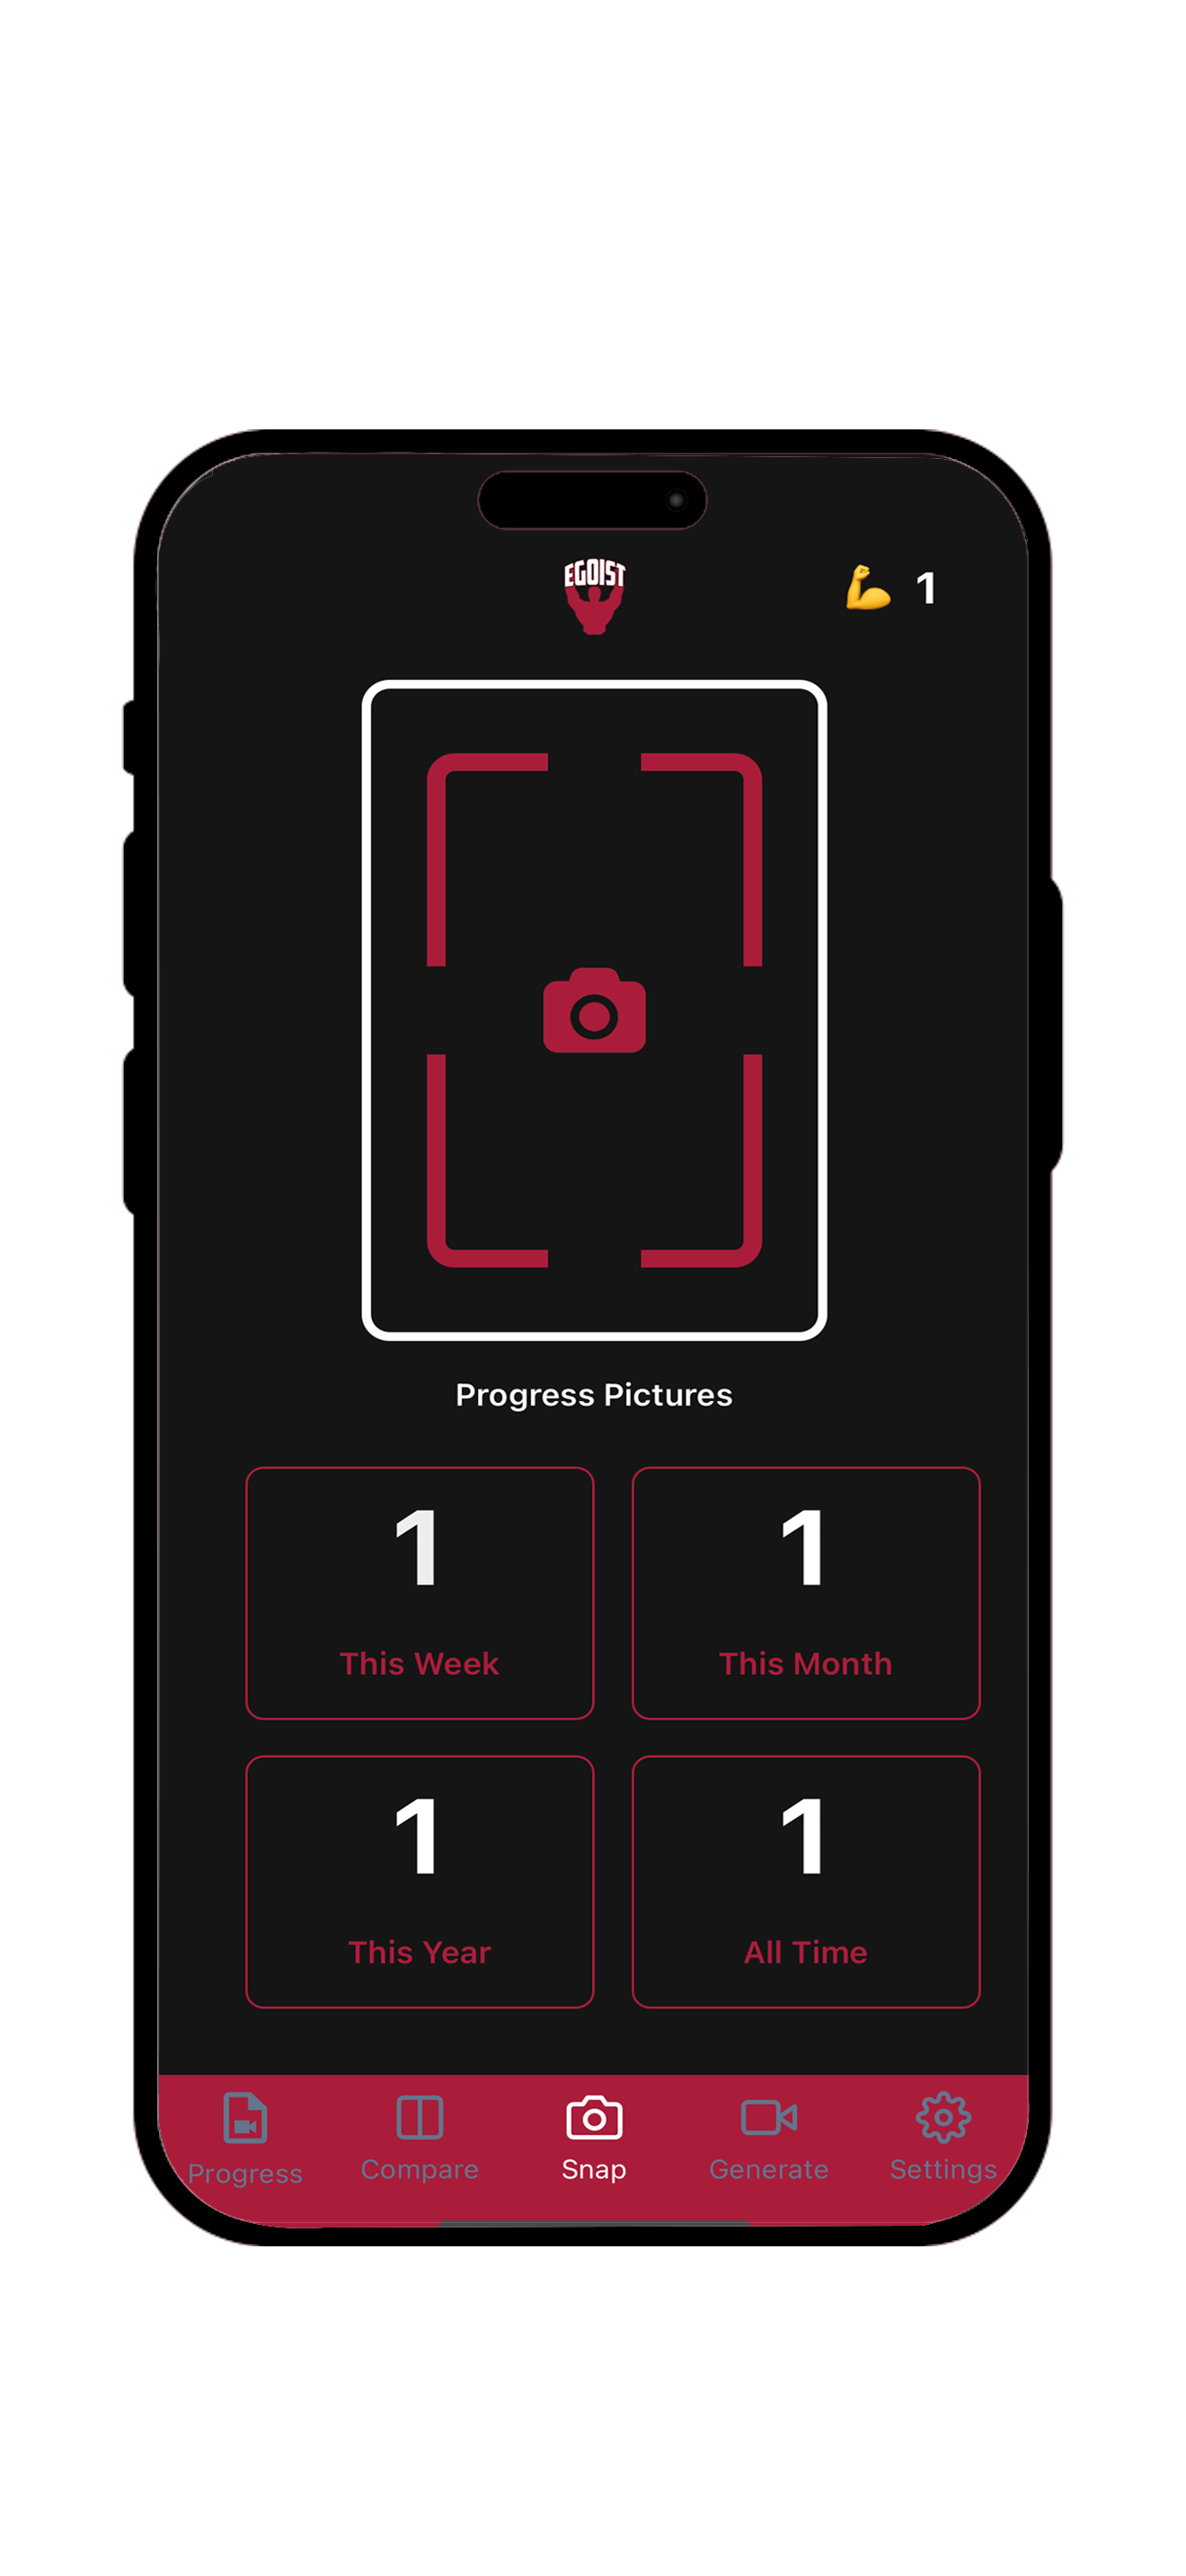 EGOIST
💪 1
Progress Pictures
1
This Week
1
This Month
1
This Year
1
All Time
Progress
Compare
Snap
Generate
Settings